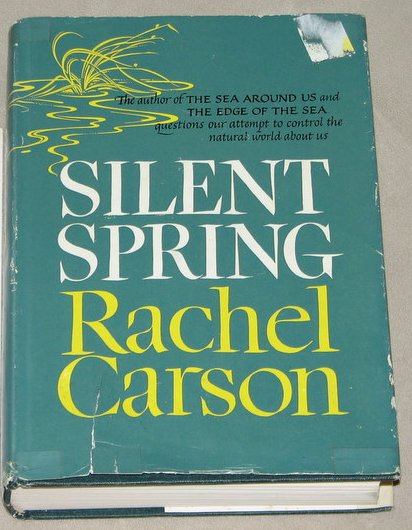 The author of THE SEA AROUND US and
THE EDGE OF THE SEA
questions our attempt to control the
natural world about us
SILENT
SPRING
Rachel
Carson